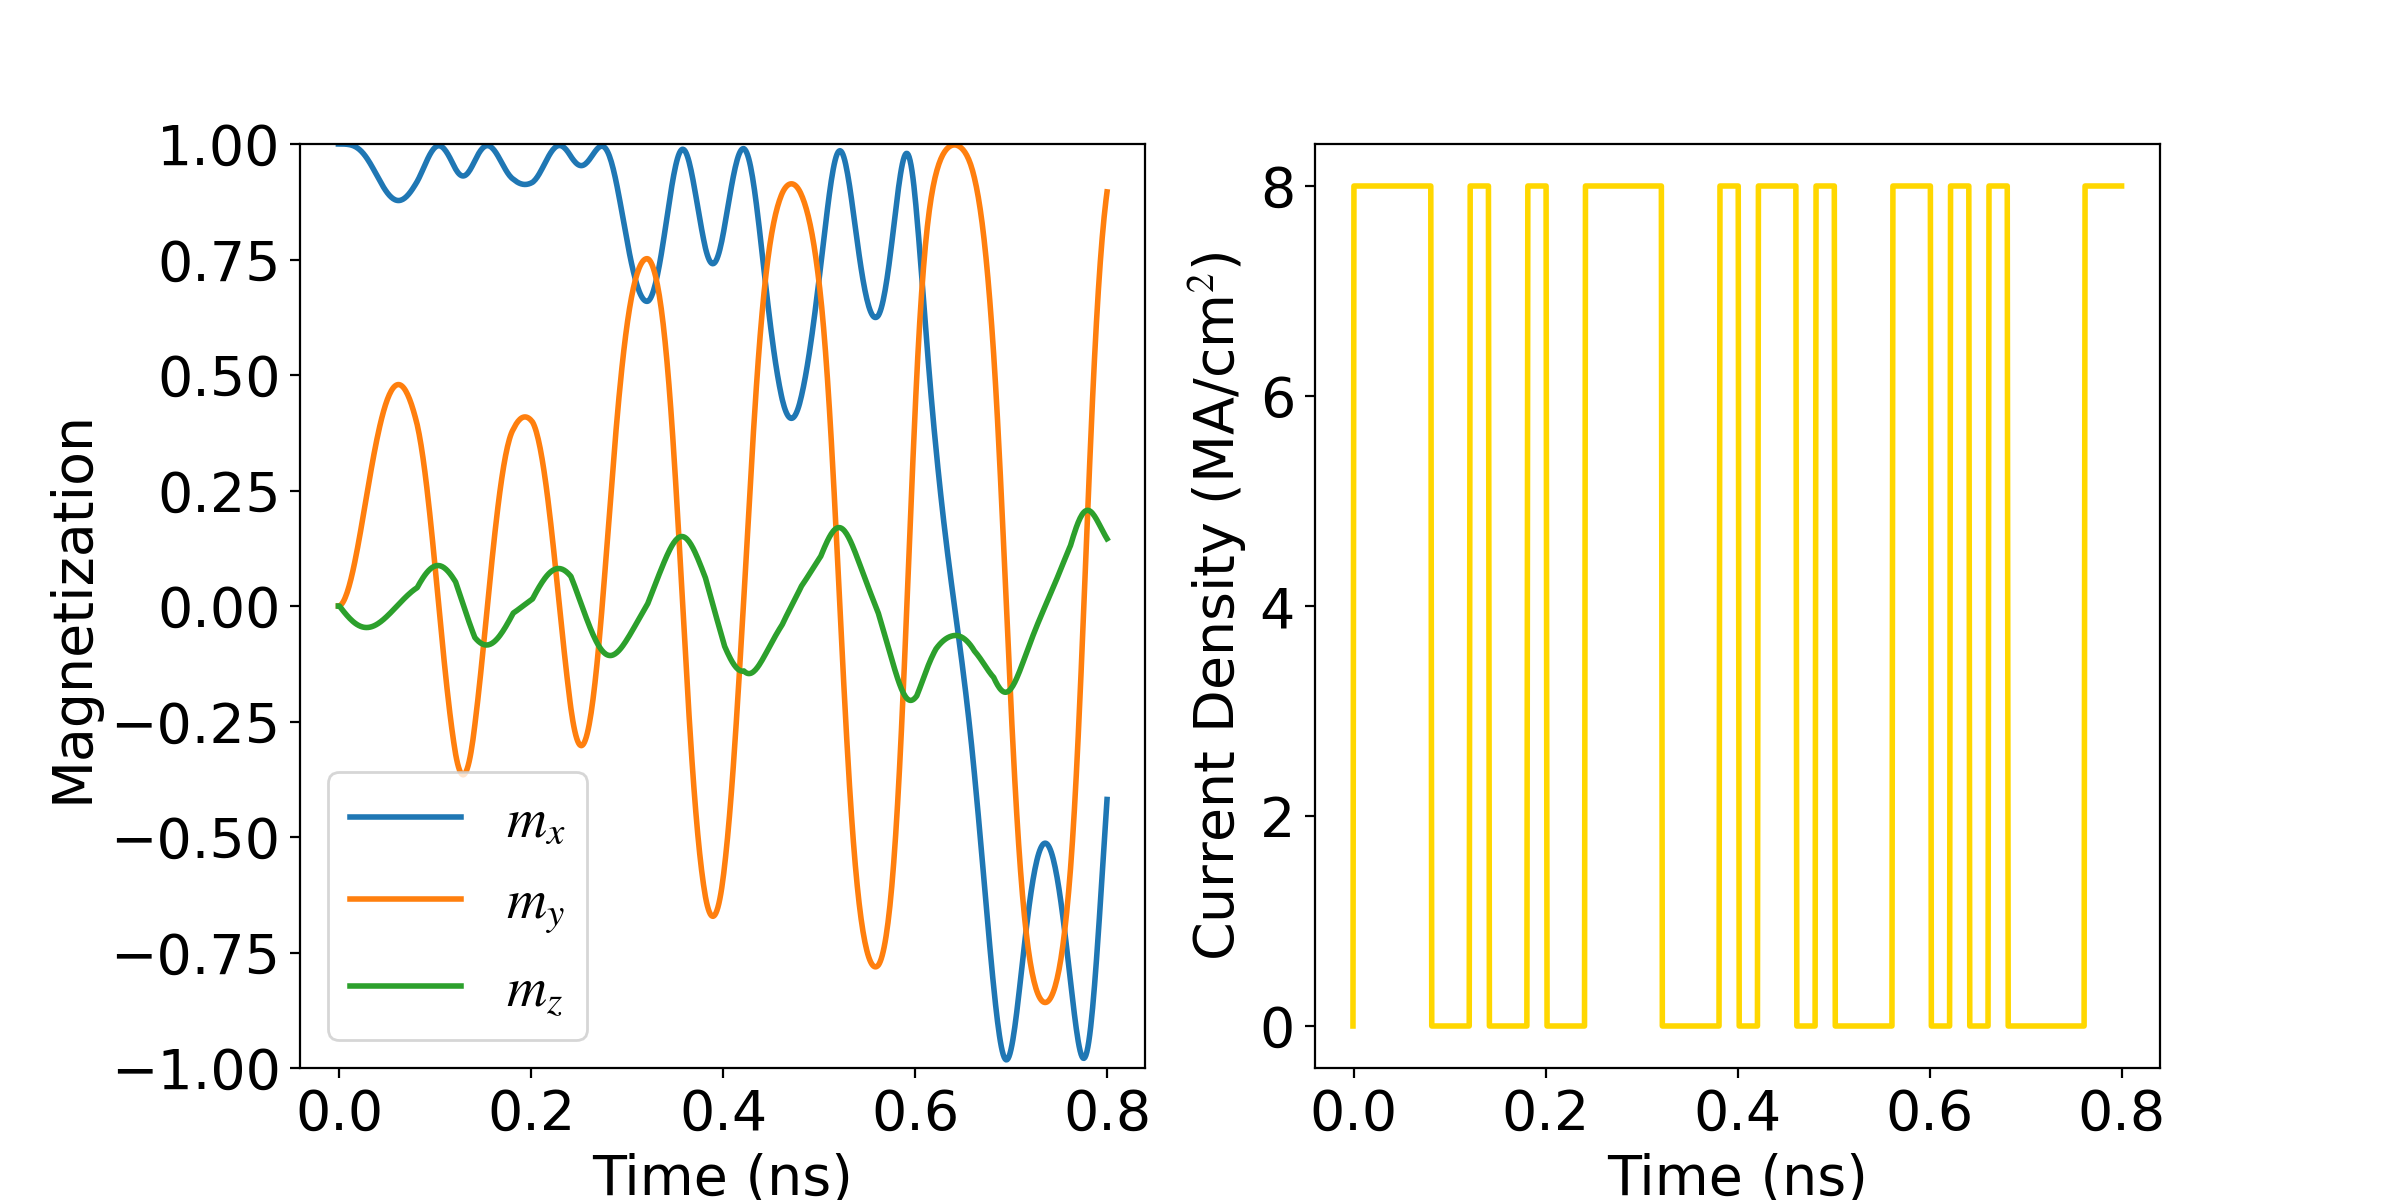 Magnetization
1.00
0.75
0.50
0.25
0.00
−0.25
−0.50
−0.75
−1.00
m_x
m_y
m_z
0.0 0.2 0.4 0.6 0.8
Time (ns)
Current Density (MA/cm²)
8
6
4
2
0
0.0 0.2 0.4 0.6 0.8
Time (ns)